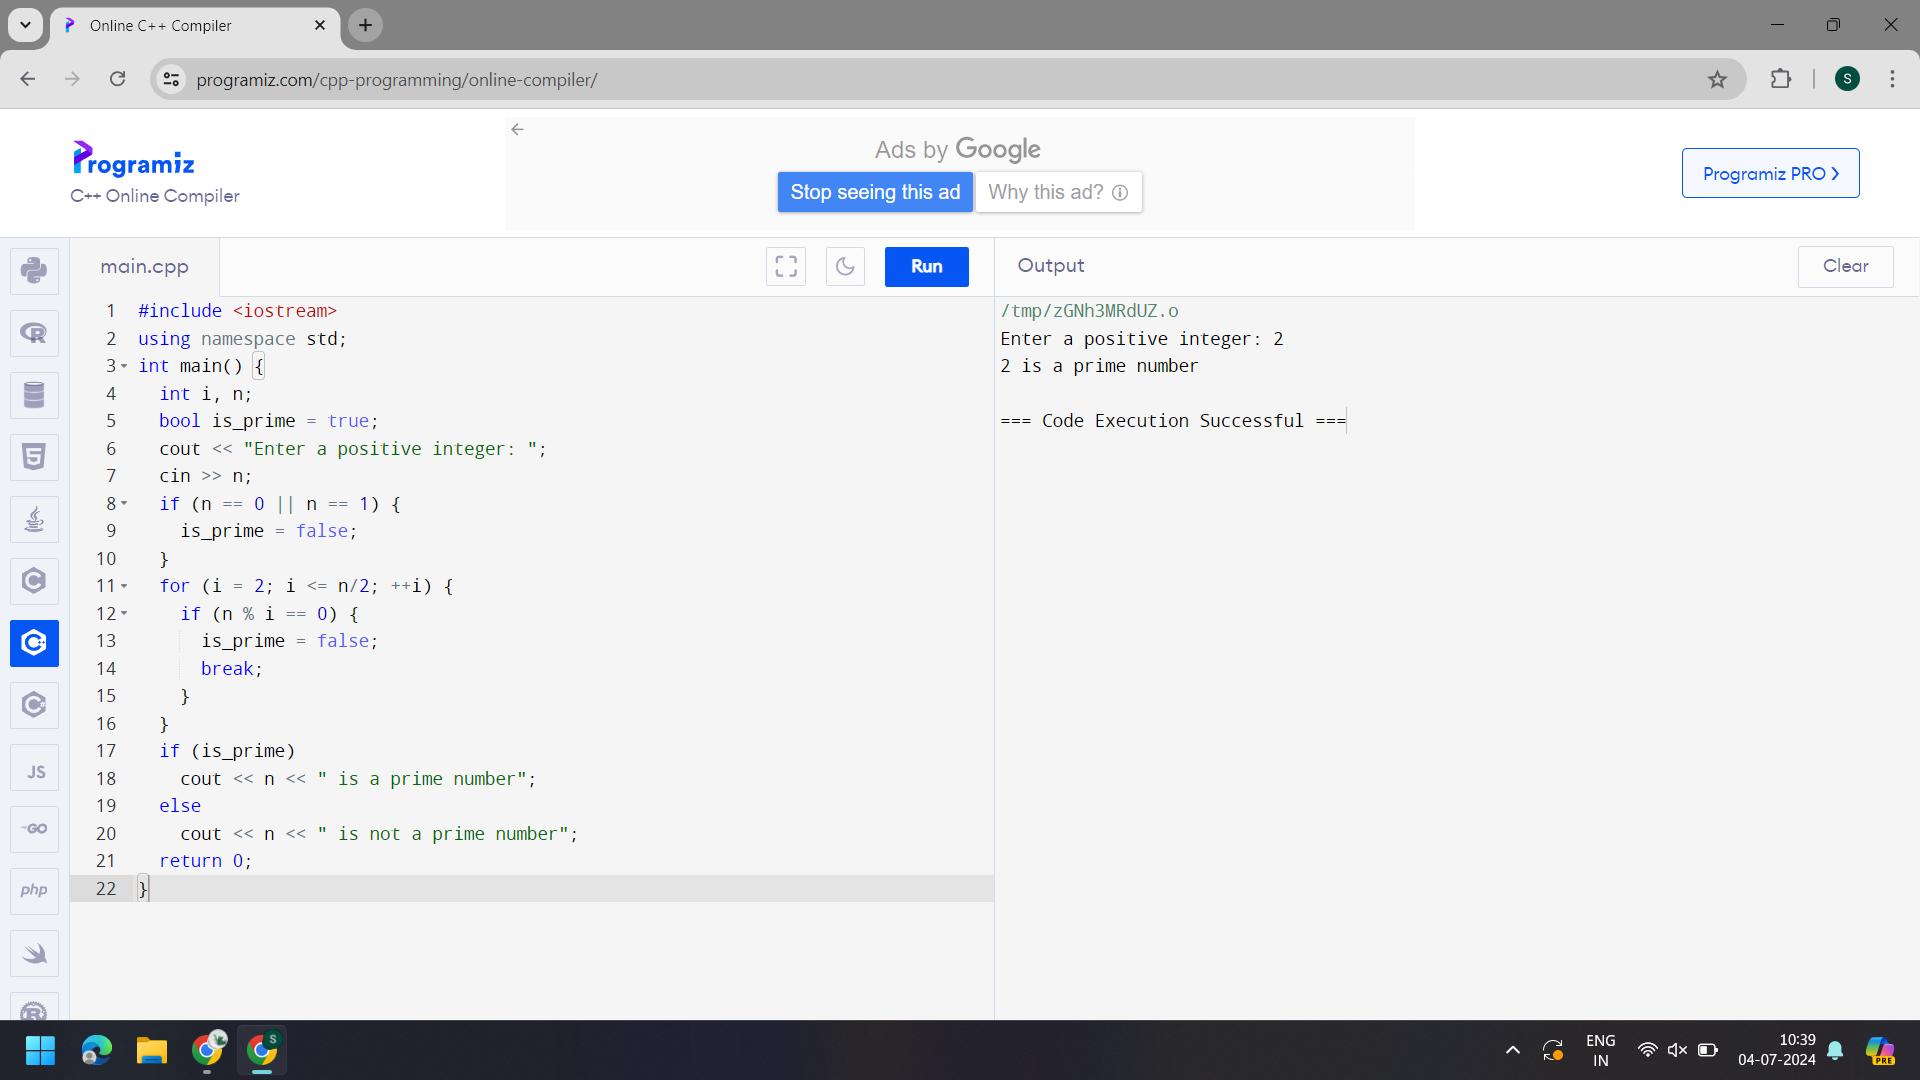 Online C++ Compiler
programiz.com/cpp-programming/online-compiler/
S
Programiz
C++ Online Compiler
Ads by Google
Stop seeing this ad
Why this ad?
Programiz PRO
main.cpp
Run
Output
Clear
1 #include <iostream>
2 using namespace std;
3 int main() {
4   int i, n;
5   bool is_prime = true;
6   cout << "Enter a positive integer: ";
7   cin >> n;
8   if (n == 0 || n == 1) {
9     is_prime = false;
10   }
11   for (i = 2; i <= n/2; ++i) {
12     if (n % i == 0) {
13       is_prime = false;
14       break;
15     }
16   }
17   if (is_prime)
18     cout << n << " is a prime number";
19   else
20     cout << n << " is not a prime number";
21   return 0;
22 }
/tmp/zGNh3MRdUZ.o
Enter a positive integer: 2
2 is a prime number
=== Code Execution Successful ===
R
5
C
C++
C
JS
GO
php
R
S
ENG
IN
10:39
04-07-2024
PRE